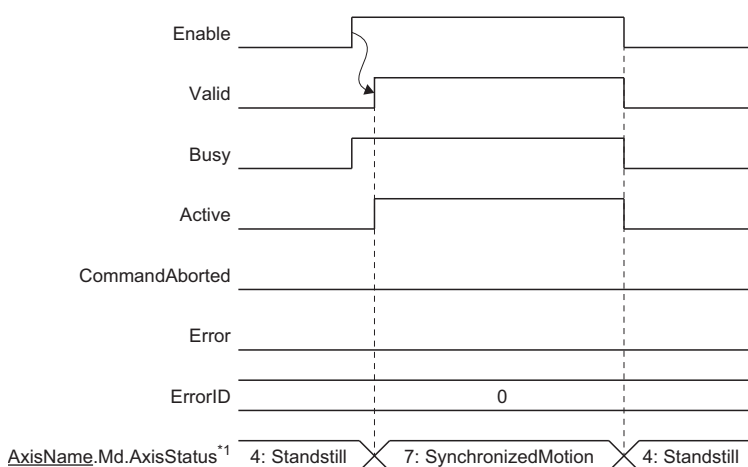 Enable
Valid
Busy
Active
CommandAborted
Error
ErrorID 0
AxisName.Md.AxisStatus*1 4: Standstill 7: SynchronizedMotion 4: Standstill